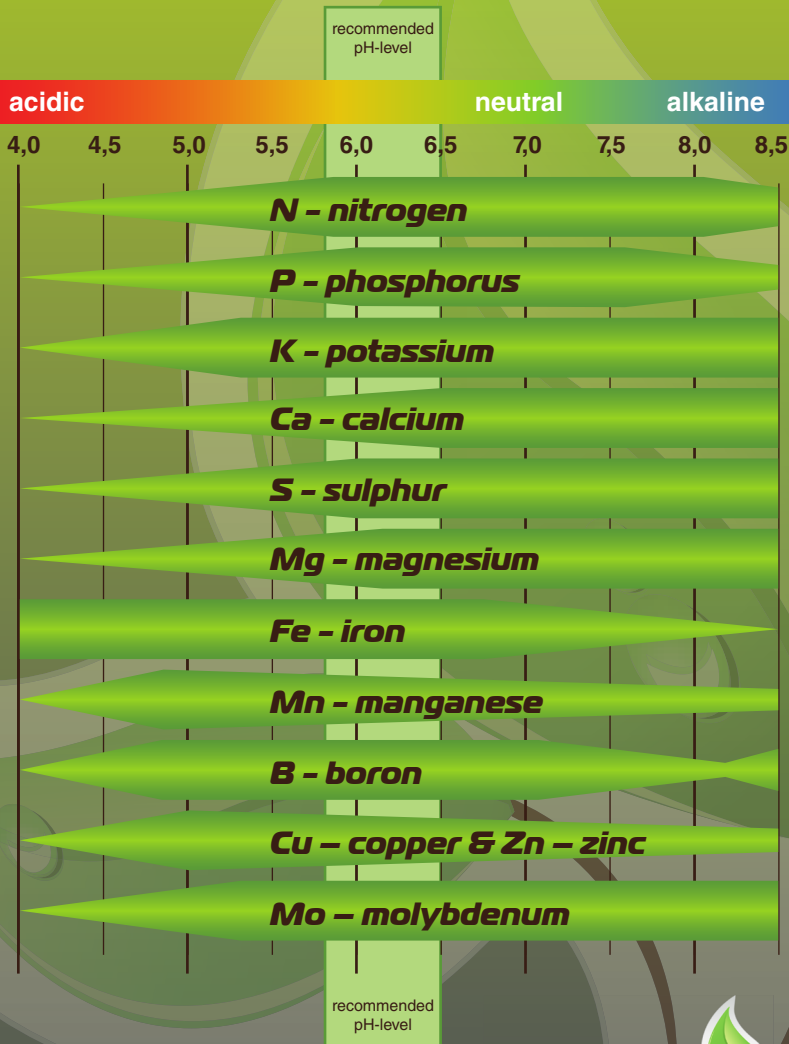 recommended
pH-level
acidic neutral alkaline
4,0 4,5 5,0 5,5 6,0 6,5 7,0 7,5 8,0 8,5
N – nitrogen
P – phosphorus
K – potassium
Ca – calcium
S – sulphur
Mg – magnesium
Fe – iron
Mn – manganese
B – boron
Cu – copper & Zn – zinc
Mo – molybdenum
recommended
pH-level